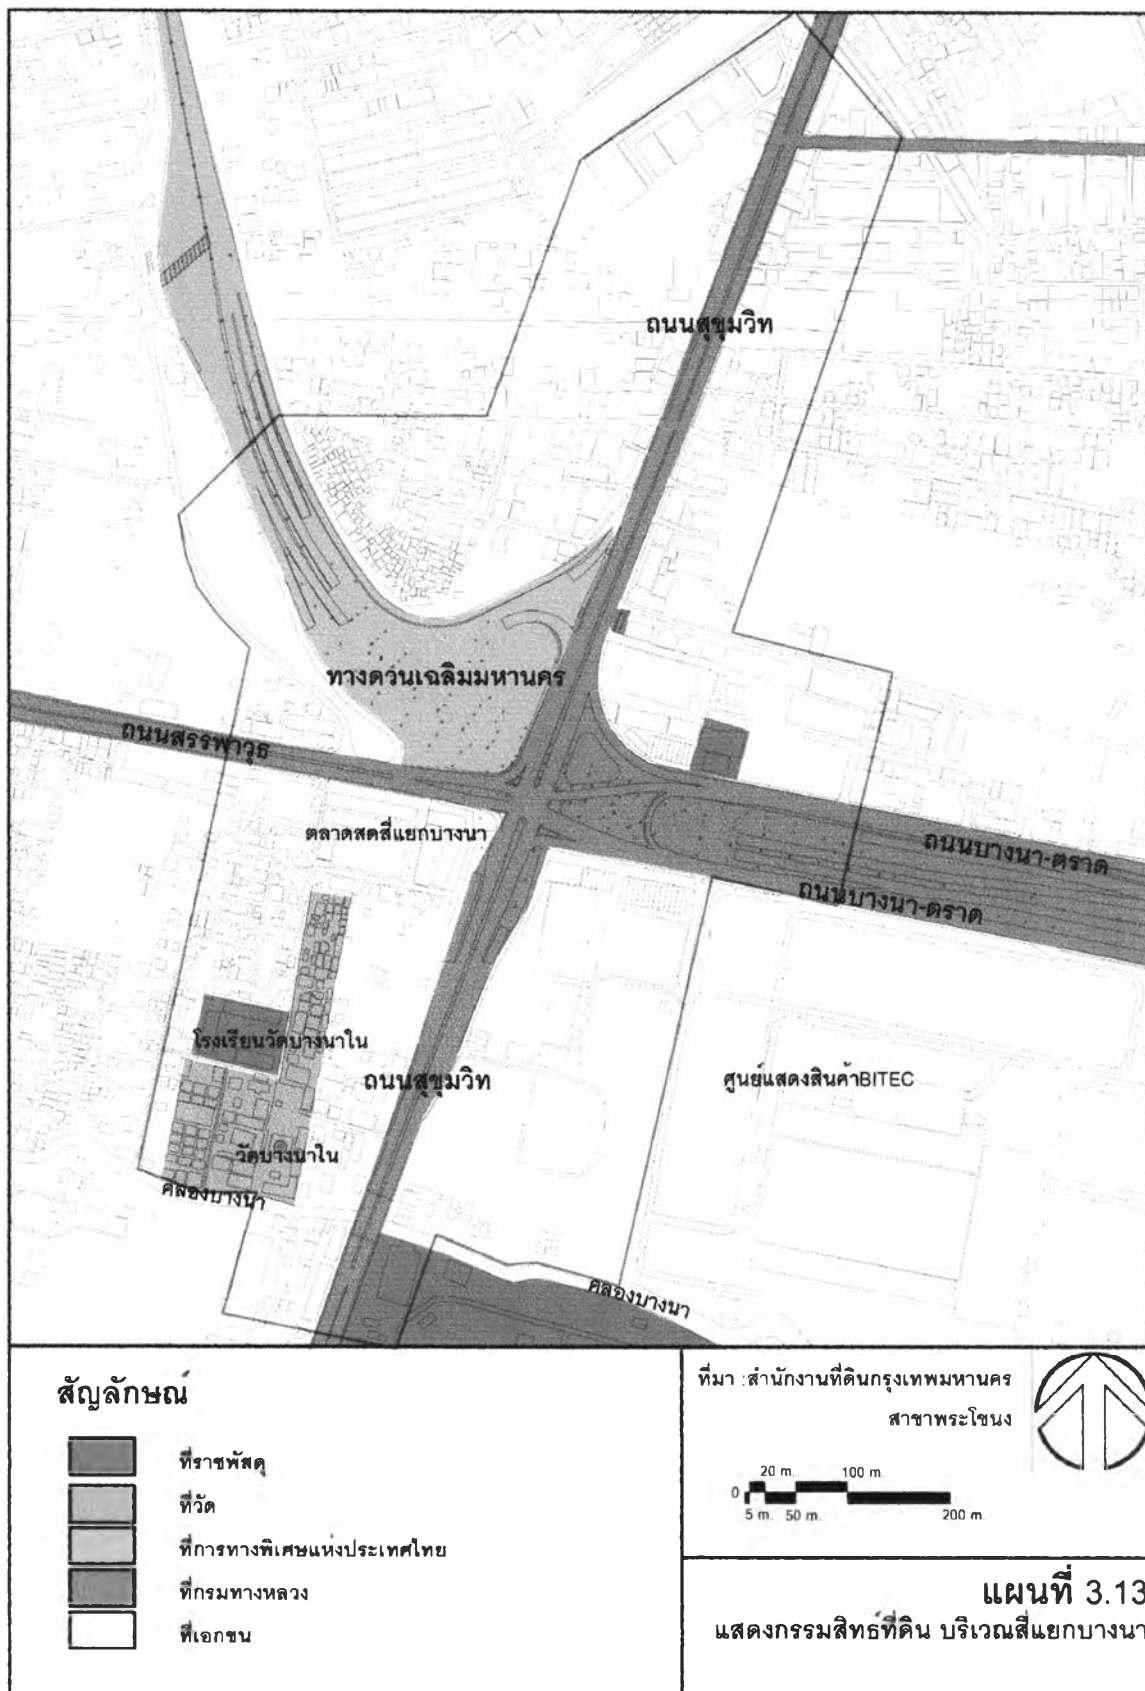 ถนนสุขุมวิท
ทางด่วนเฉลิมมหานคร
ถนนสรรพาวุธ
ตลาดสดสี่แยกบางนา
ถนนบางนา-ตราด
ถนนบางนา-ตราด
โรงเรียนวัดบางนาใน
ถนนสุขุมวิท
ศูนย์แสดงสินค้าBITEC
วัดบางนาใน
คลองบางนา
คลองบางนา
สัญลักษณ์
ที่ราชพัสดุ
ที่วัด
ที่การทางพิเศษแห่งประเทศไทย
ที่กรมทางหลวง
ที่เอกชน
ที่มา :สำนักงานที่ดินกรุงเทพมหานคร
สาขาพระโขนง
20 m. 100 m.
0
5 m. 50 m. 200 m
แผนที่ 3.13
แสดงกรรมสิทธ์ที่ดิน บริเวณสี่แยกบางนา